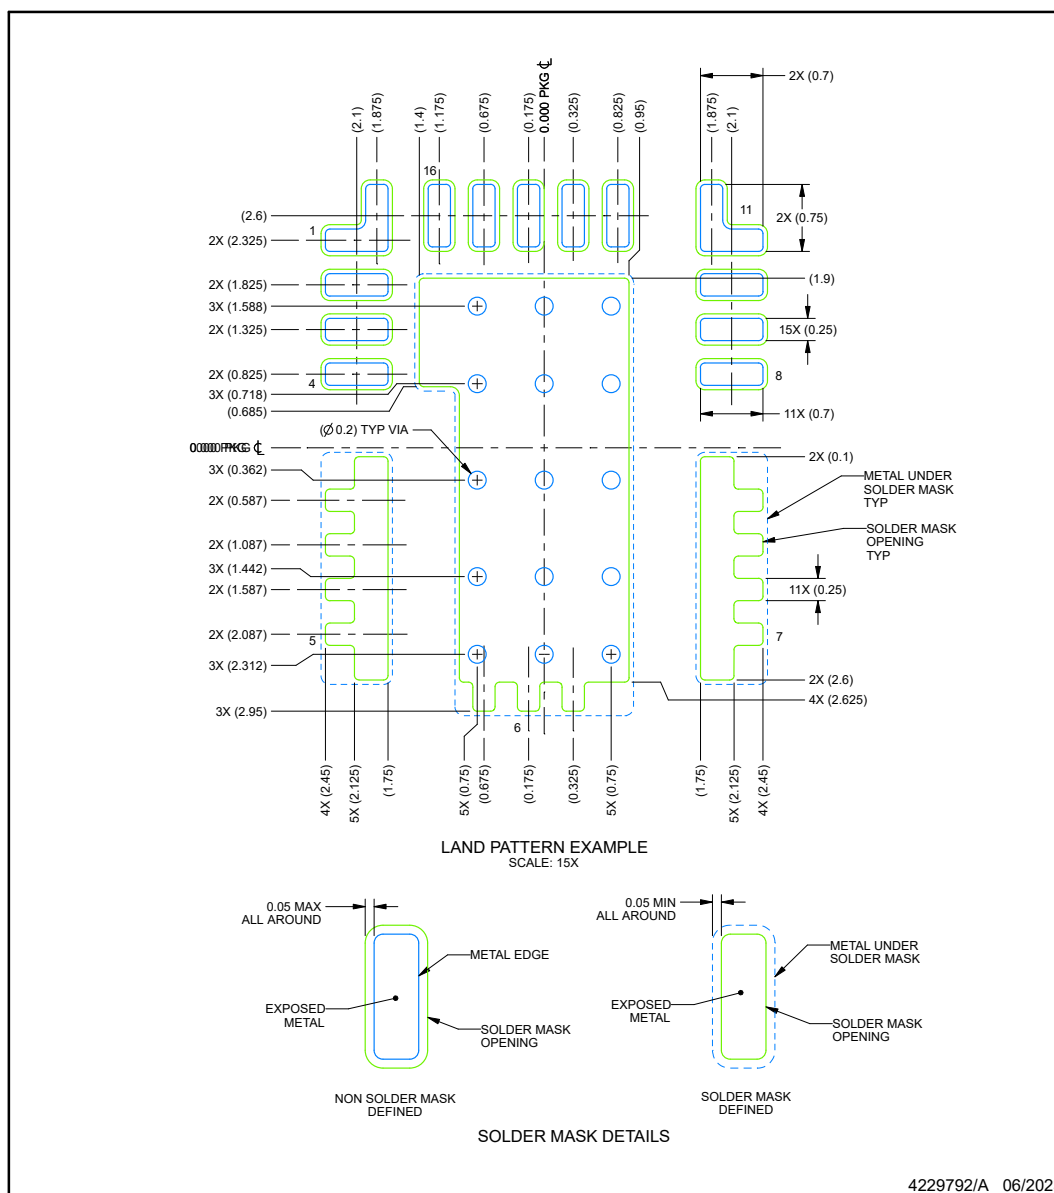 (2.1)
(1.875)
(1.4)
(1.175)
(0.675)
(0.175)
0.000 PKG ℄
(0.325)
(0.825)
(0.95)
(1.875)
(2.1)
2X (0.7)
16
1
11
(2.6)
2X (0.75)
2X (2.325)
2X (1.825)
(1.9)
3X (1.588)
2X (1.325)
15X (0.25)
2X (0.825)
4
8
3X (0.718)
(0.685)
11X (0.7)
(Ø 0.2) TYP VIA
2X (0.1)
3X (0.362)
METAL UNDER
SOLDER MASK
TYP
2X (0.587)
SOLDER MASK
OPENING
TYP
2X (1.087)
3X (1.442)
2X (1.587)
11X (0.25)
2X (2.087)
5
7
3X (2.312)
2X (2.6)
4X (2.625)
3X (2.95)
6
4X (2.45)
5X (2.125)
(1.75)
5X (0.75)
(0.675)
(0.175)
(0.325)
5X (0.75)
(1.75)
5X (2.125)
4X (2.45)
LAND PATTERN EXAMPLE
SCALE: 15X
0.05 MAX
ALL AROUND
METAL EDGE
EXPOSED
METAL
SOLDER MASK
OPENING
NON SOLDER MASK
DEFINED
0.05 MIN
ALL AROUND
METAL UNDER
SOLDER MASK
EXPOSED
METAL
SOLDER MASK
OPENING
SOLDER MASK
DEFINED
SOLDER MASK DETAILS
4229792/A 06/202